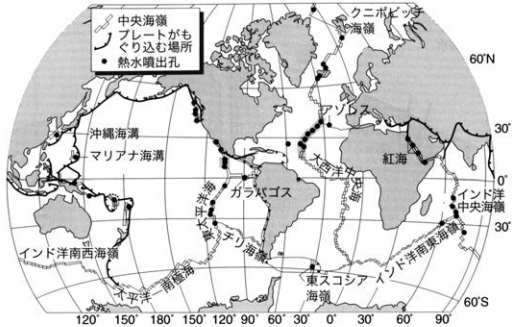 中央海嶺
プレートがも
ぐり込む場所
熱水噴出孔
クニポビッチ
海嶺
60°N
アゾレス
30°
沖縄海溝
マリアナ海溝
紅海
大西洋中央海
0°
ガラパゴス
インド洋
中央海嶺
東太平洋海
30°
チリ海嶺
インド洋南西海嶺
インド洋南東海嶺
太平洋−南極海
東スコシア
海嶺
60°S
120°
150°
180°
150°
120°
90°
60°
30°
0°
30°
60°
90°